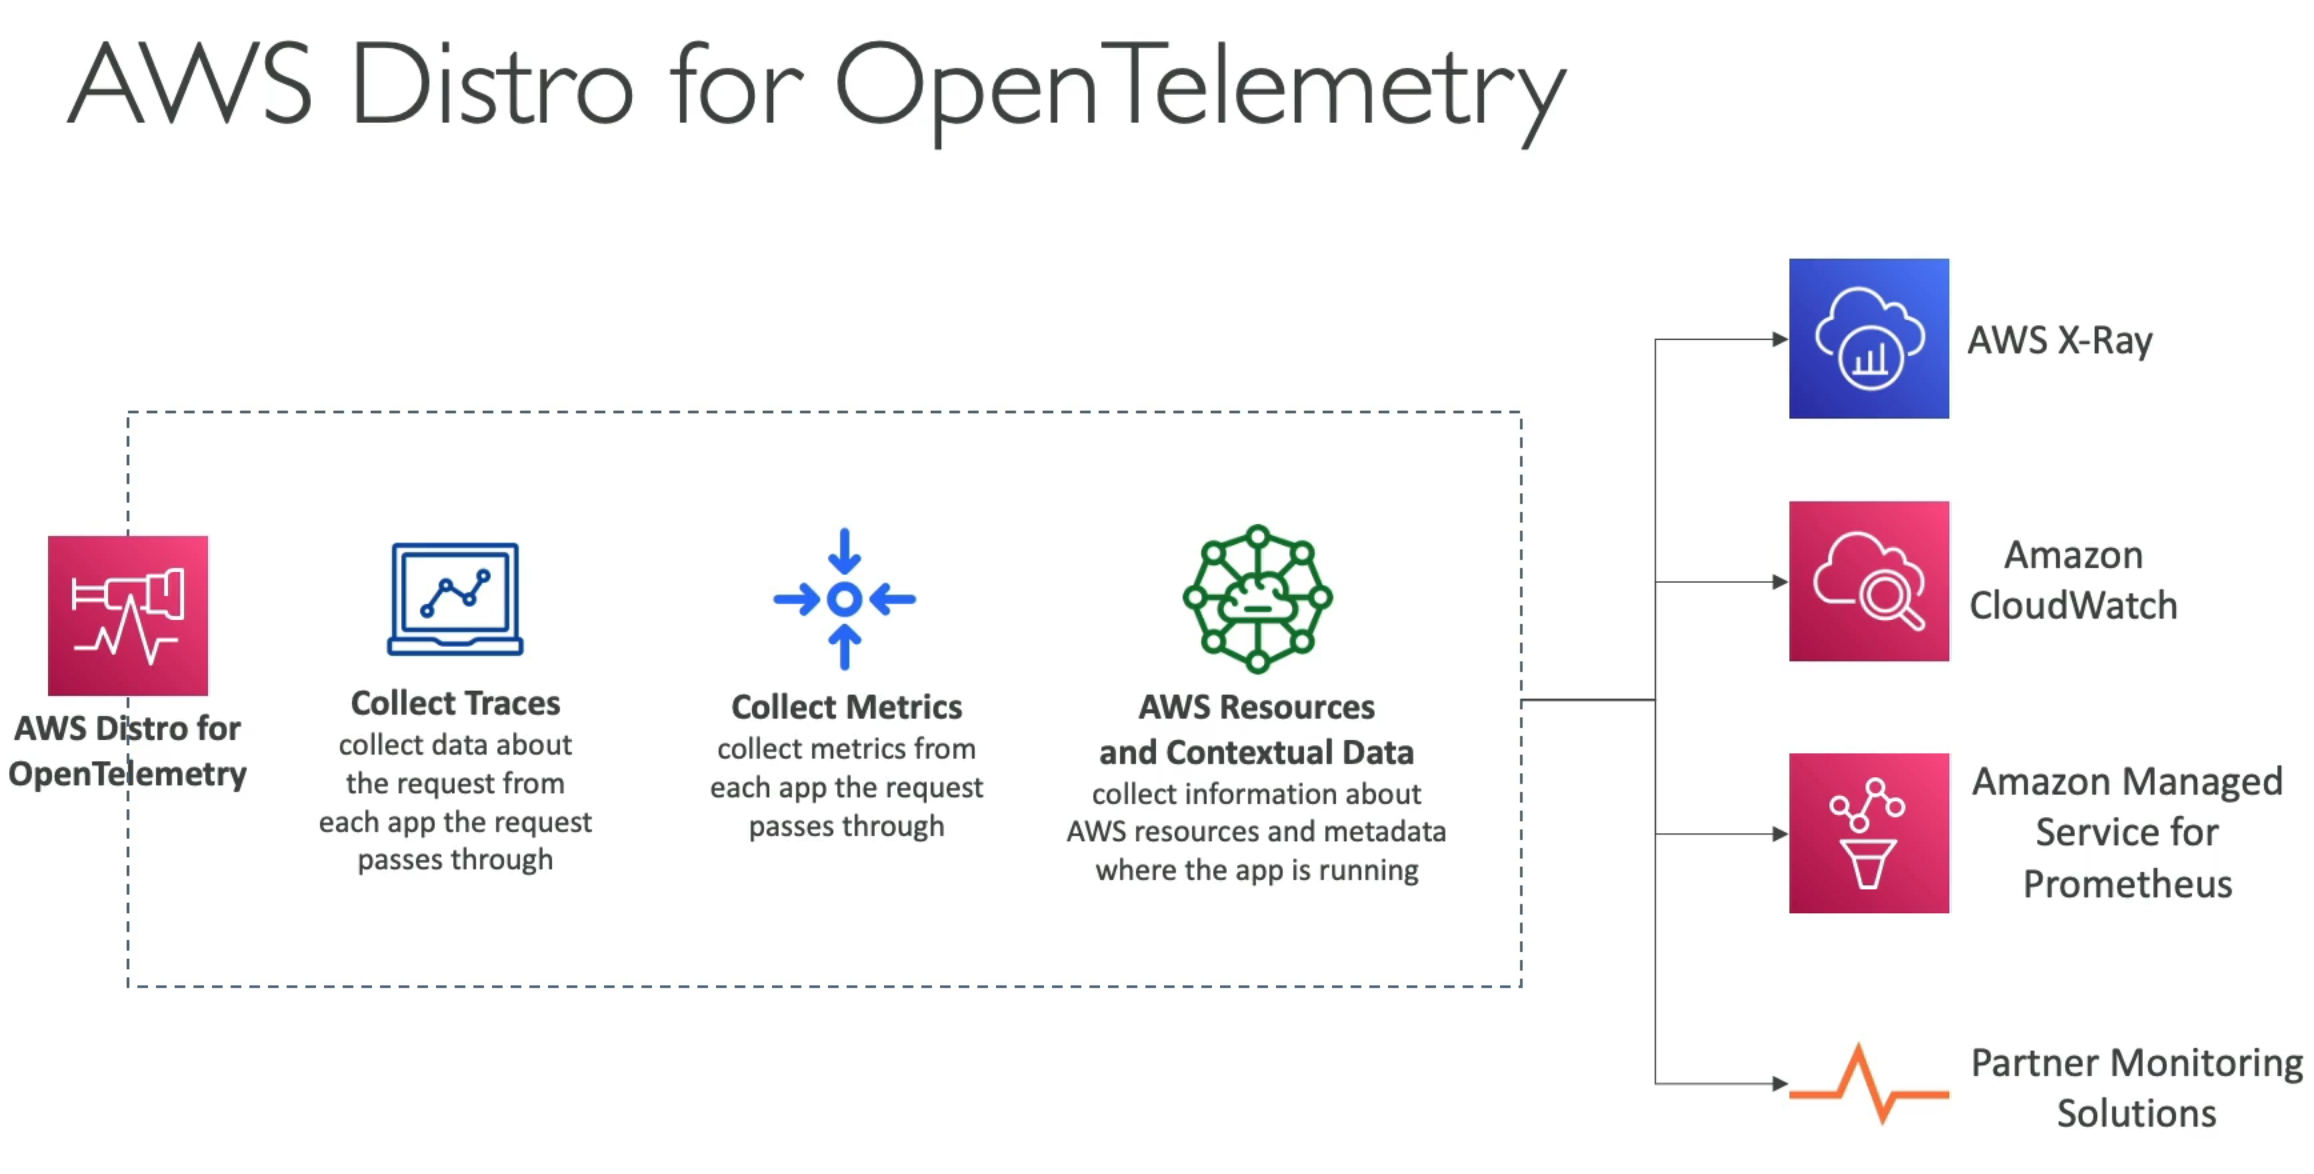 AWS Distro for OpenTelemetry
AWS Distro for
OpenTelemetry
Collect Traces
collect data about
the request from
each app the request
passes through
Collect Metrics
collect metrics from
each app the request
passes through
AWS Resources
and Contextual Data
collect information about
AWS resources and metadata
where the app is running
AWS X-Ray
Amazon
CloudWatch
Amazon Managed
Service for
Prometheus
Partner Monitoring
Solutions